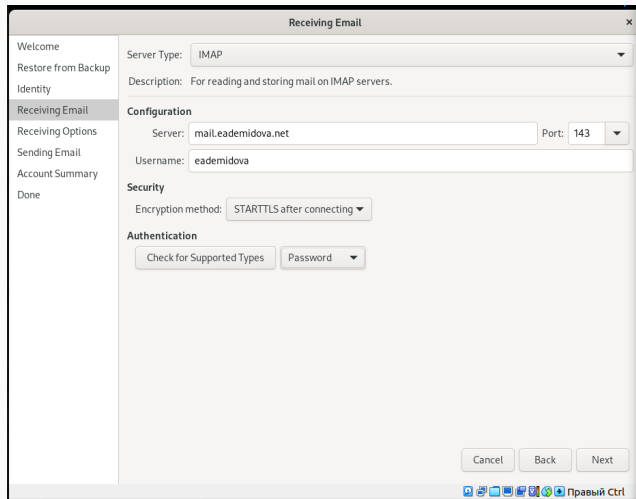 Receiving Email
×
Welcome
Restore from Backup
Identity
Receiving Email
Receiving Options
Sending Email
Account Summary
Done
Server Type: IMAP
Description: For reading and storing mail on IMAP servers.
Configuration
Server: mail.eademidova.net Port: 143
Username: eademidova
Security
Encryption method: STARTTLS after connecting
Authentication
Check for Supported Types Password
Cancel Back Next
Правый Ctrl